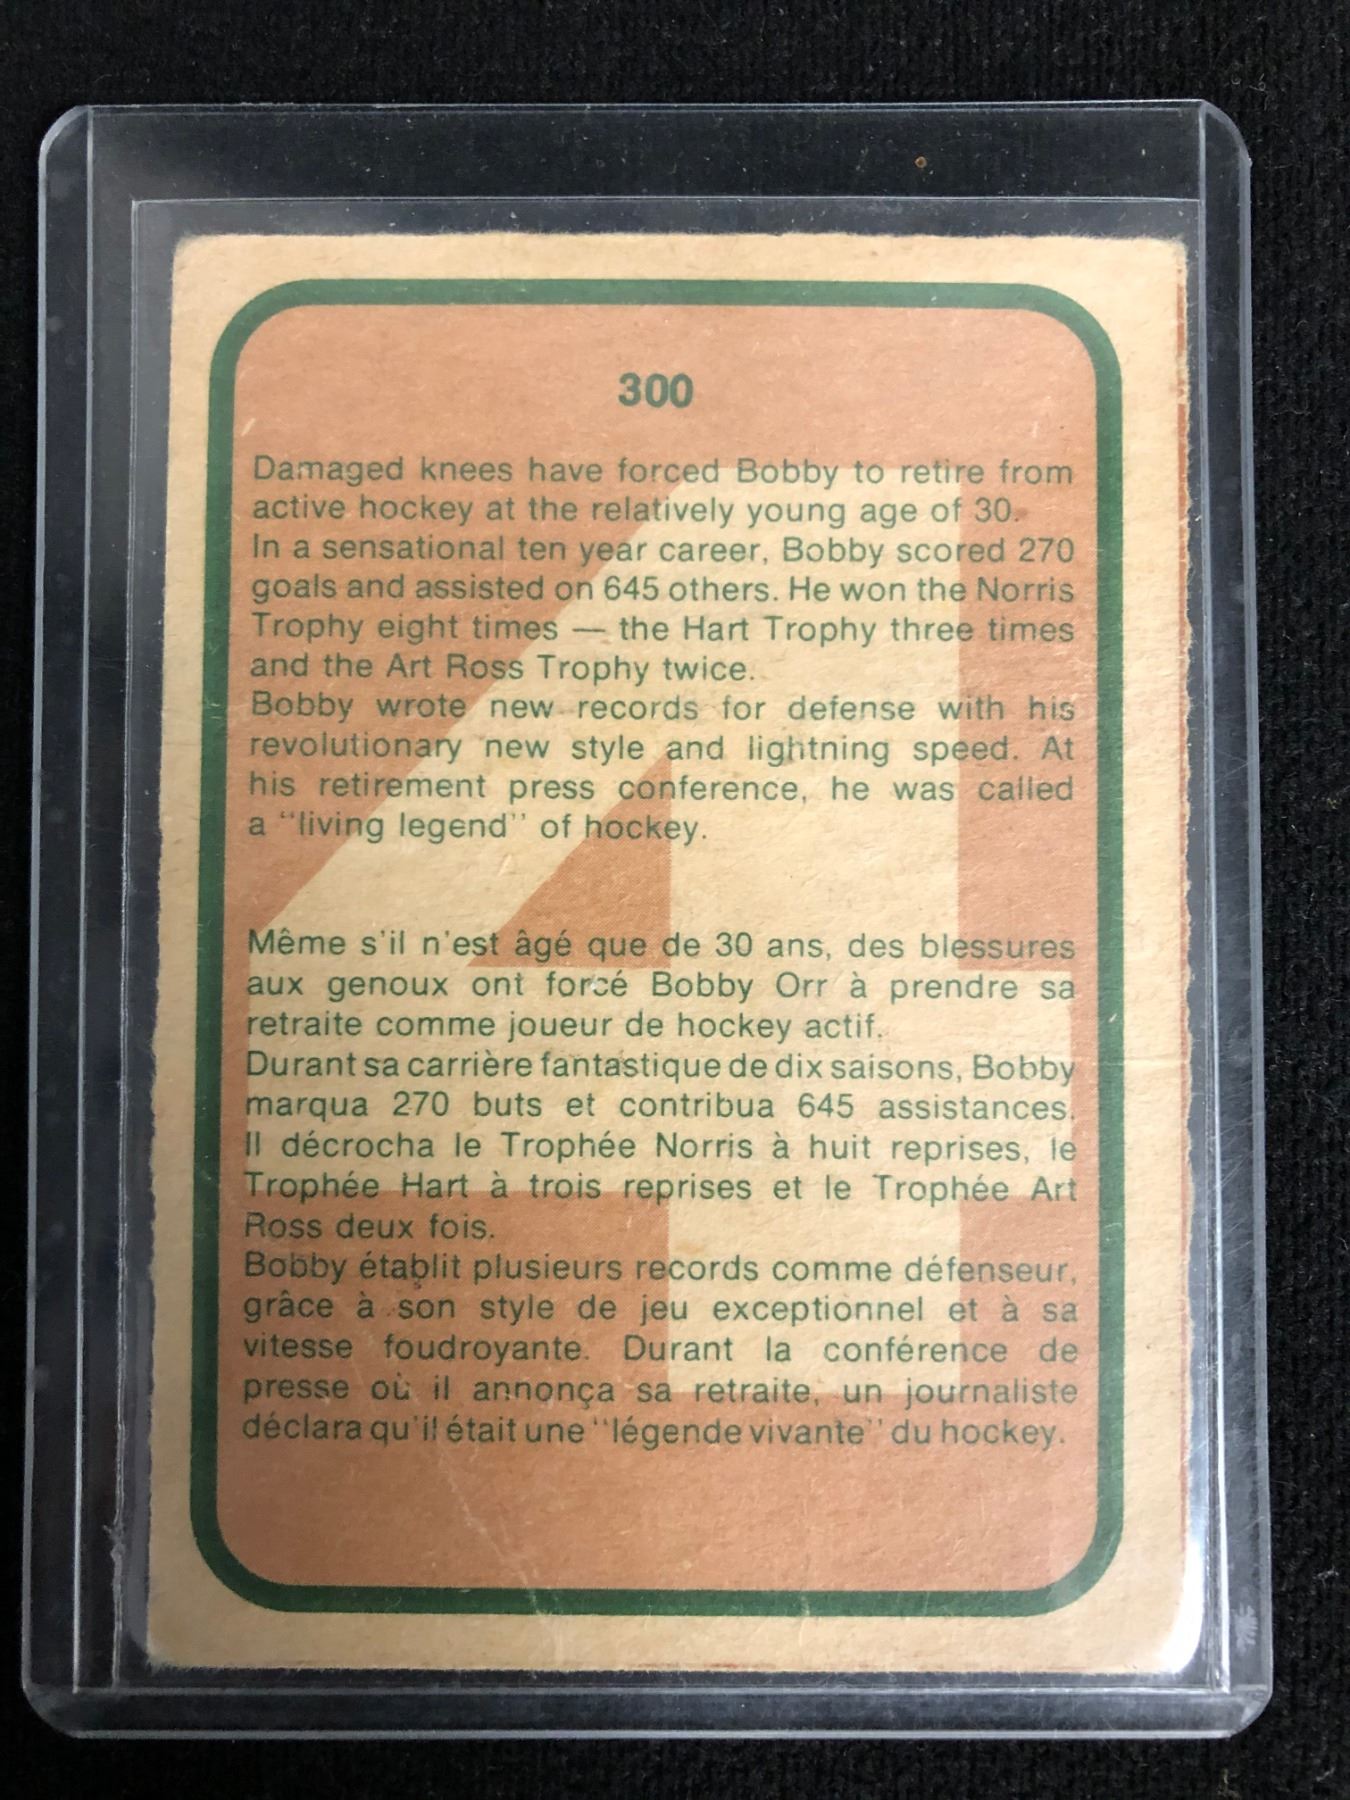 300
Damaged knees have forced Bobby to retire from
active hockey at the relatively young age of 30.
In a sensational ten year career, Bobby scored 270
goals and assisted on 645 others. He won the Norris
Trophy eight times — the Hart Trophy three times
and the Art Ross Trophy twice.
Bobby wrote new records for defense with his
revolutionary new style and lightning speed. At
his retirement press conference, he was called
a "living legend" of hockey.
Même s'il n'est âgé que de 30 ans, des blessures
aux genoux ont forcé Bobby Orr à prendre sa
retraite comme joueur de hockey actif.
Durant sa carrière fantastique de dix saisons, Bobby
marqua 270 buts et contribua 645 assistances.
Il décrocha le Trophée Norris à huit reprises, le
Trophée Hart à trois reprises et le Trophée Art
Ross deux fois.
Bobby établit plusieurs records comme défenseur,
grâce à son style de jeu exceptionnel et à sa
vitesse foudroyante. Durant la conférence de
presse où il annonça sa retraite, un journaliste
déclara qu'il était une "légende vivante" du hockey.